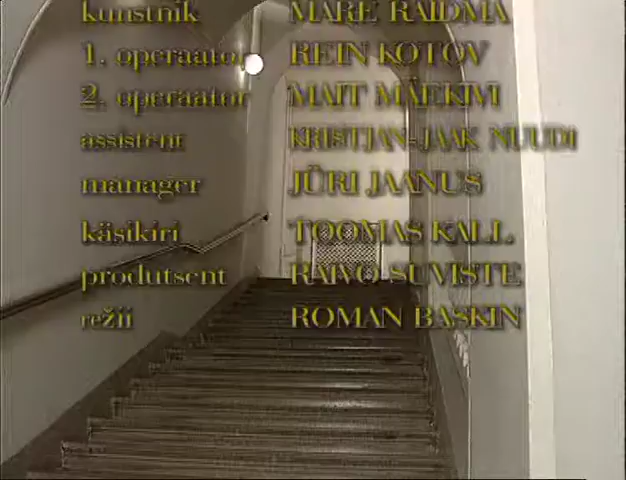 kunstnik MARE RAIDMA
1. operaator REIN KOTOV
2. operaator MAIT MÄEKIVI
assistent KRISTJAN-JAAK NUUDI
manager JÜRI JAANUS
käsikiri TOOMAS KALL
produtsent RAIVO SUVISTE
režii ROMAN BASKIN